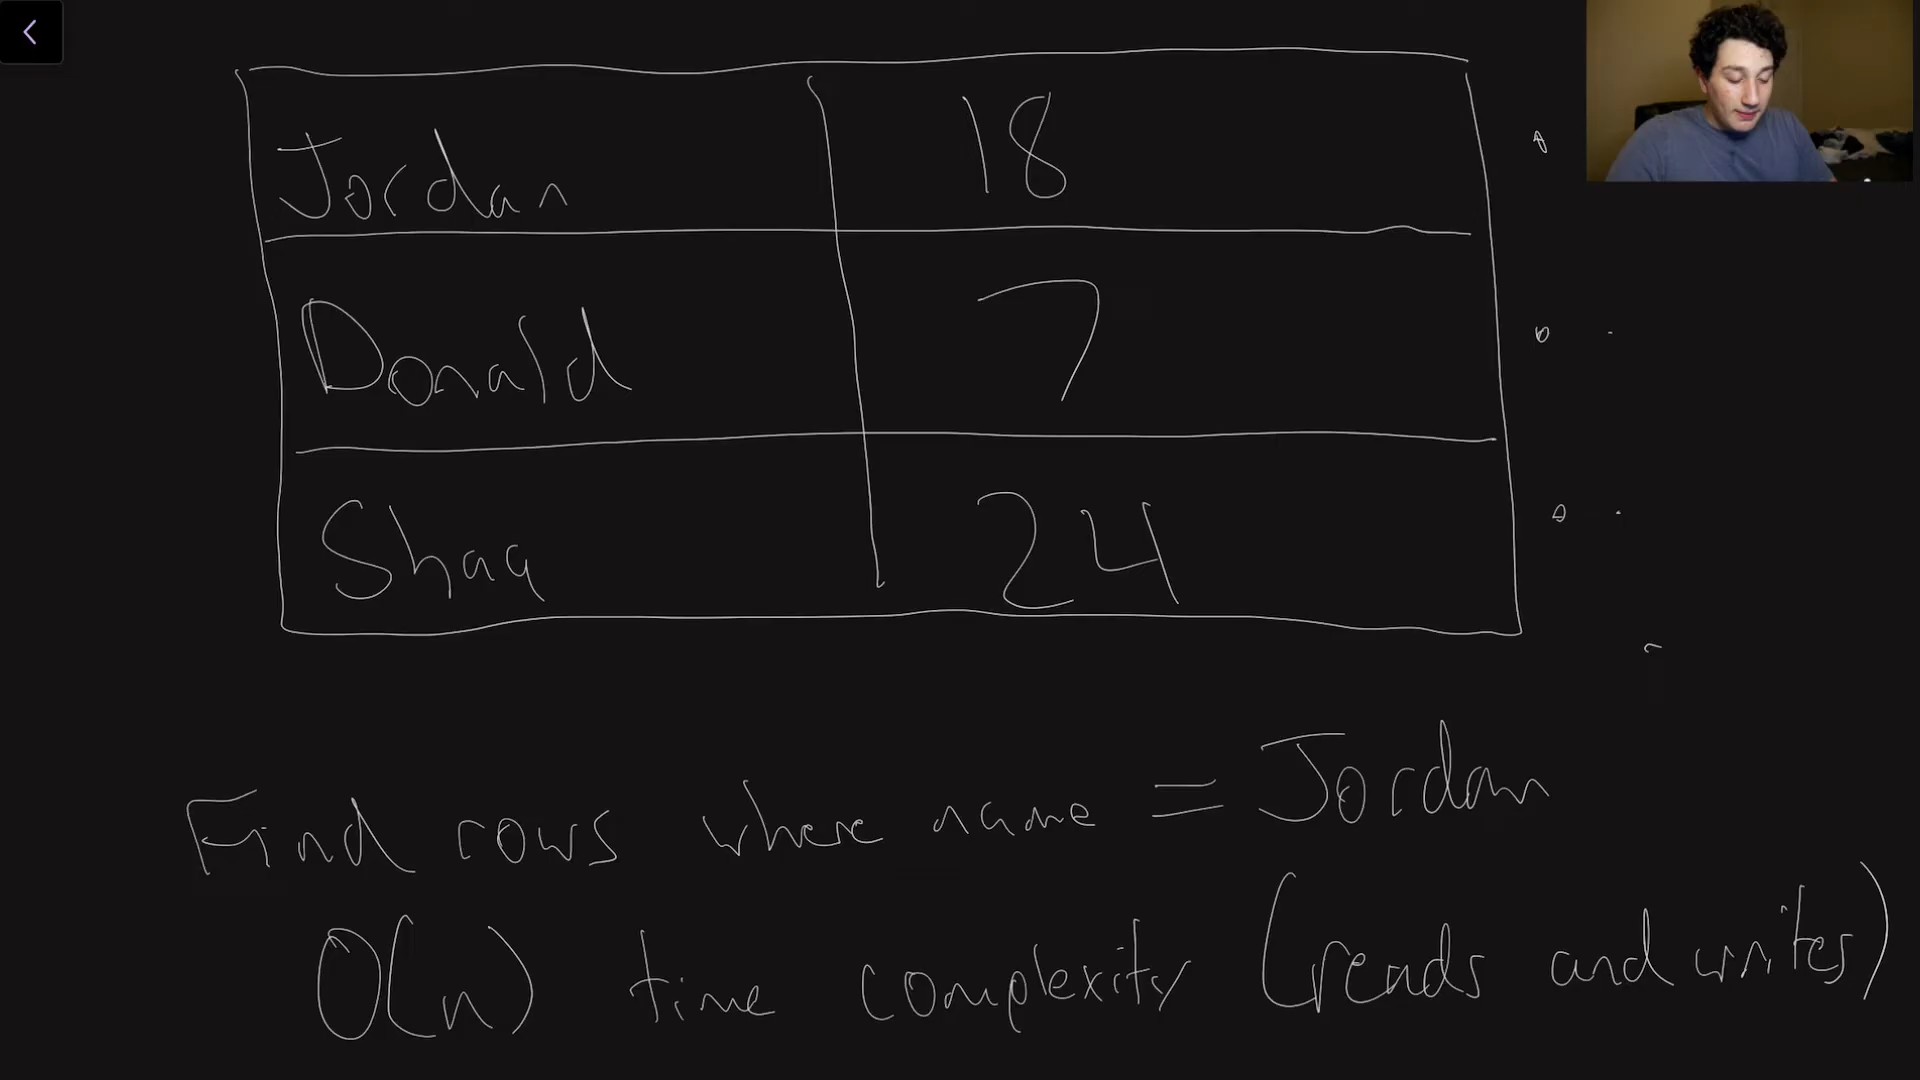 Jordan 18
Donald 7
Shaq 24
Find rows where name = Jordan
O(n) time complexity (reads and writes)